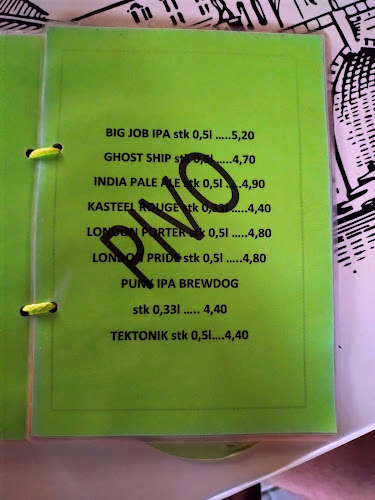 BIG JOB IPA stk 0,5l .....5,20
GHOST SHIP stk 0,5l .....4,70
INDIA PALE ALE stk 0,5l ....4,90
KASTEEL ROUGE stk 0,33l .....4,40
LONDON PORTER stk 0,5l .....4,80
LONDON PRIDE stk 0,5l .....4,80
PUNK IPA BREWDOG
stk 0,33l ..... 4,40
TEKTONIK stk 0,5l....4,40
PIVO